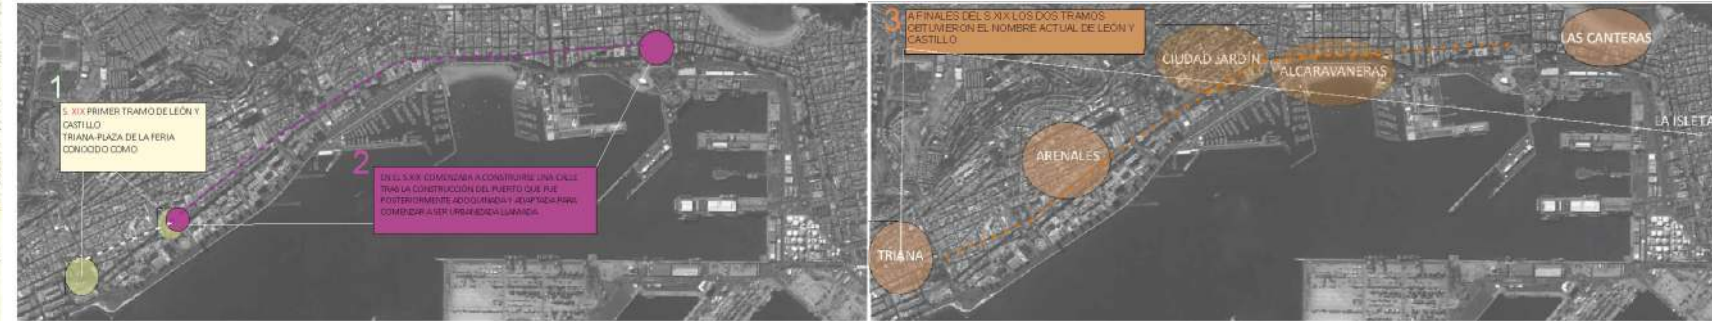 1
S. XIX PRIMER TRAMO DE LEÓN Y
CASTILLO
TRIANA-PLAZA DE LA FERIA
CONOCIDO COMO
2
EN EL S.XIX COMENZABA A CONSTRUIRSE UNA CALLE
TRAS LA CONSTRUCCIÓN DEL PUERTO QUE FUE
POSTERIORMENTE ADOQUINADA Y ADAPTADA PARA
COMENZAR A SER URBANIZADA LLAMADA
3
A FINALES DEL S.XIX LOS DOS TRAMOS
OBTUVIERON EL NOMBRE ACTUAL DE LEÓN Y
CASTILLO
LAS CANTERAS
CIUDAD JARDÍN
ALCARAVANERAS
LA ISLETA
ARENALES
TRIANA